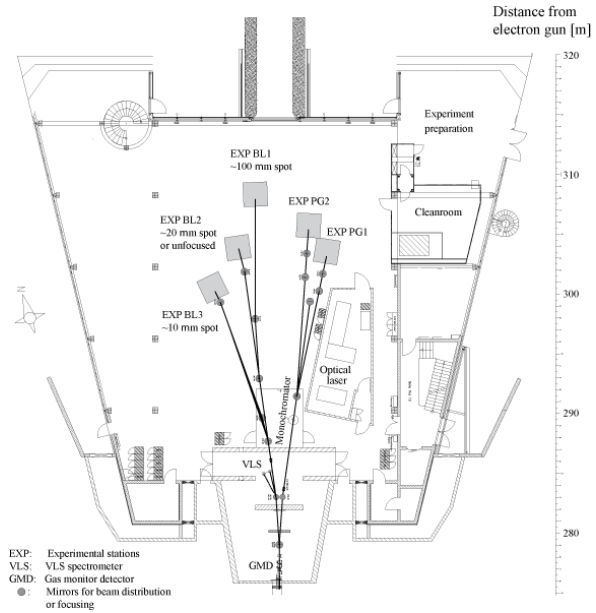 Distance from
electron gun [m]
320
Experiment
preparation
EXP BL1
~100 mm spot
310
EXP PG2
Cleanroom
EXP BL2
~20 mm spot
or unfocused
EXP PG1
N
300
EXP BL3
~10 mm spot
Optical
laser
Monochromator
290
VLS
280
GMD
EXP: Experimental stations
VLS: VLS spectrometer
GMD: Gas monitor detector
: Mirrors for beam distribution
or focusing